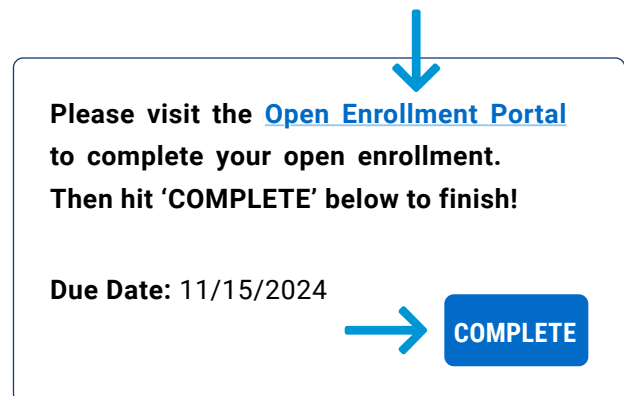 Please visit the Open Enrollment Portal
to complete your open enrollment.
Then hit ‘COMPLETE’ below to finish!
Due Date: 11/15/2024
COMPLETE